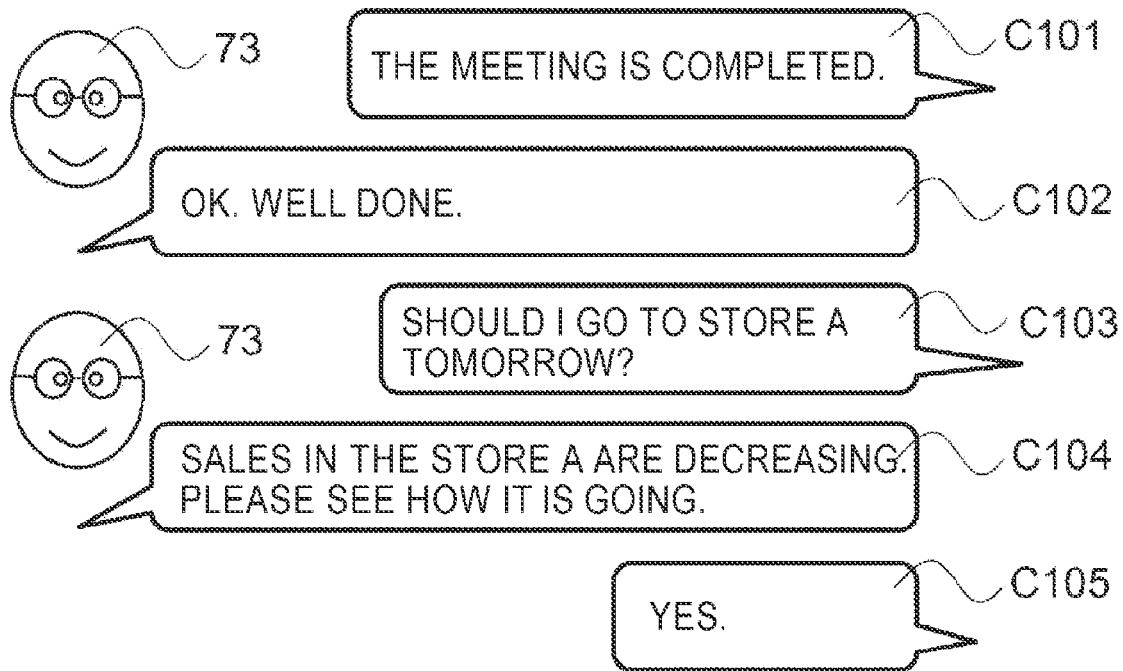 73
THE MEETING IS COMPLETED.
C101
OK. WELL DONE.
C102
73
SHOULD I GO TO STORE A
TOMORROW?
C103
SALES IN THE STORE A ARE DECREASING.
PLEASE SEE HOW IT IS GOING.
C104
YES.
C105